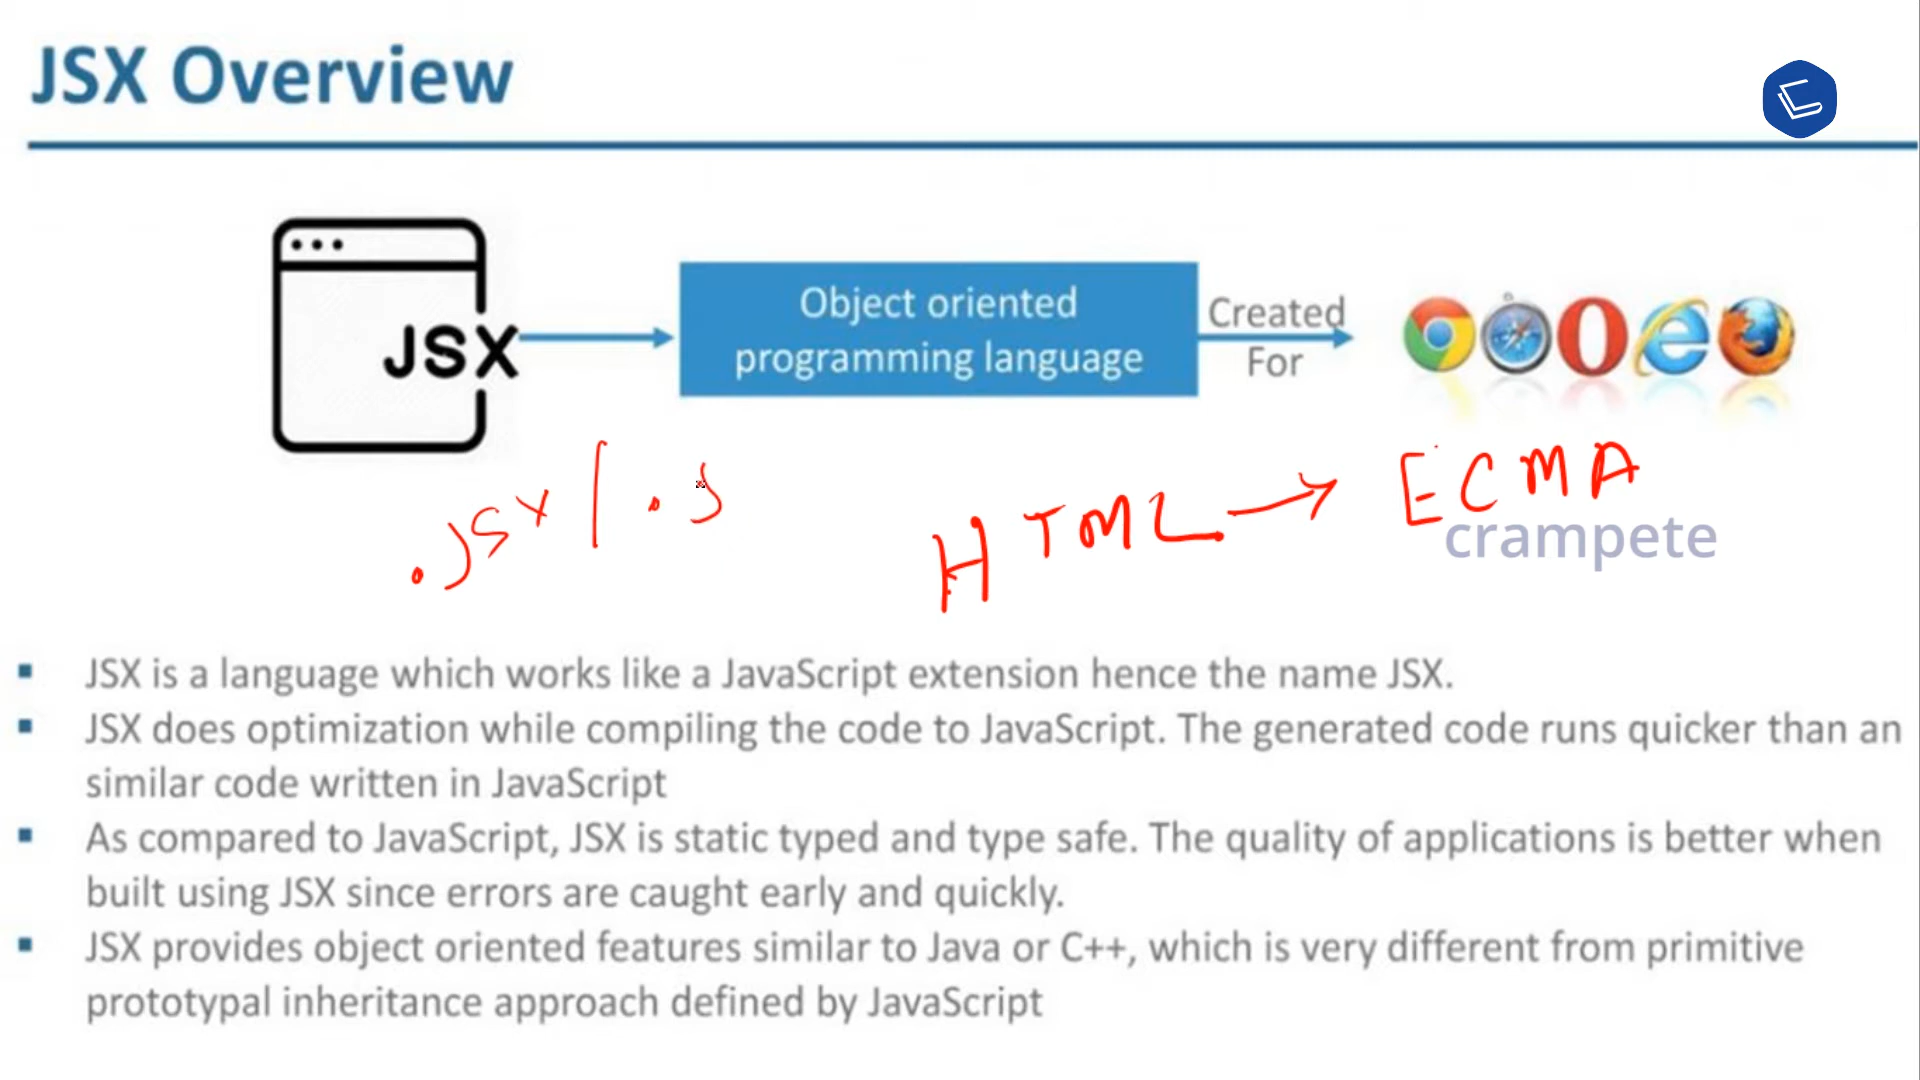 JSX Overview
JSX
Object oriented
programming language
Created
For
.JSX / .J
HTML → ECMA
crampete
▪ JSX is a language which works like a JavaScript extension hence the name JSX.
▪ JSX does optimization while compiling the code to JavaScript. The generated code runs quicker than an
similar code written in JavaScript
▪ As compared to JavaScript, JSX is static typed and type safe. The quality of applications is better when
built using JSX since errors are caught early and quickly.
▪ JSX provides object oriented features similar to Java or C++, which is very different from primitive
prototypal inheritance approach defined by JavaScript